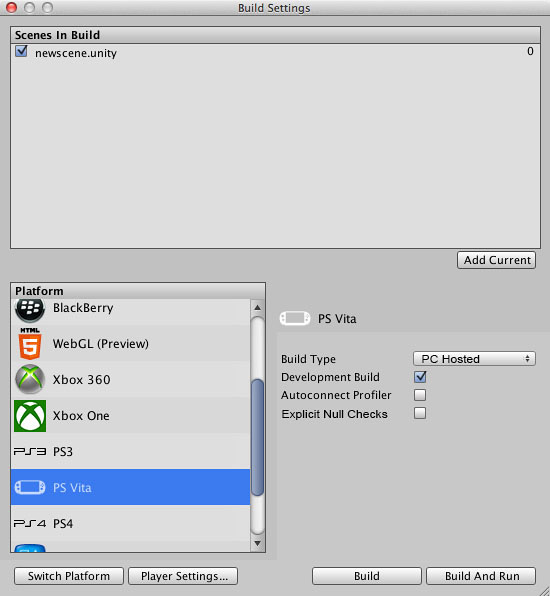 Build Settings
Scenes In Build
newscene.unity 0
Add Current
Platform
BlackBerry
HTML
5
WebGL (Preview)
Xbox 360
Xbox One
PS3
PS3
PS Vita
PS4
PS4
PS Vita
Build Type PC Hosted
Development Build
Autoconnect Profiler
Explicit Null Checks
Switch Platform
Player Settings...
Build
Build And Run